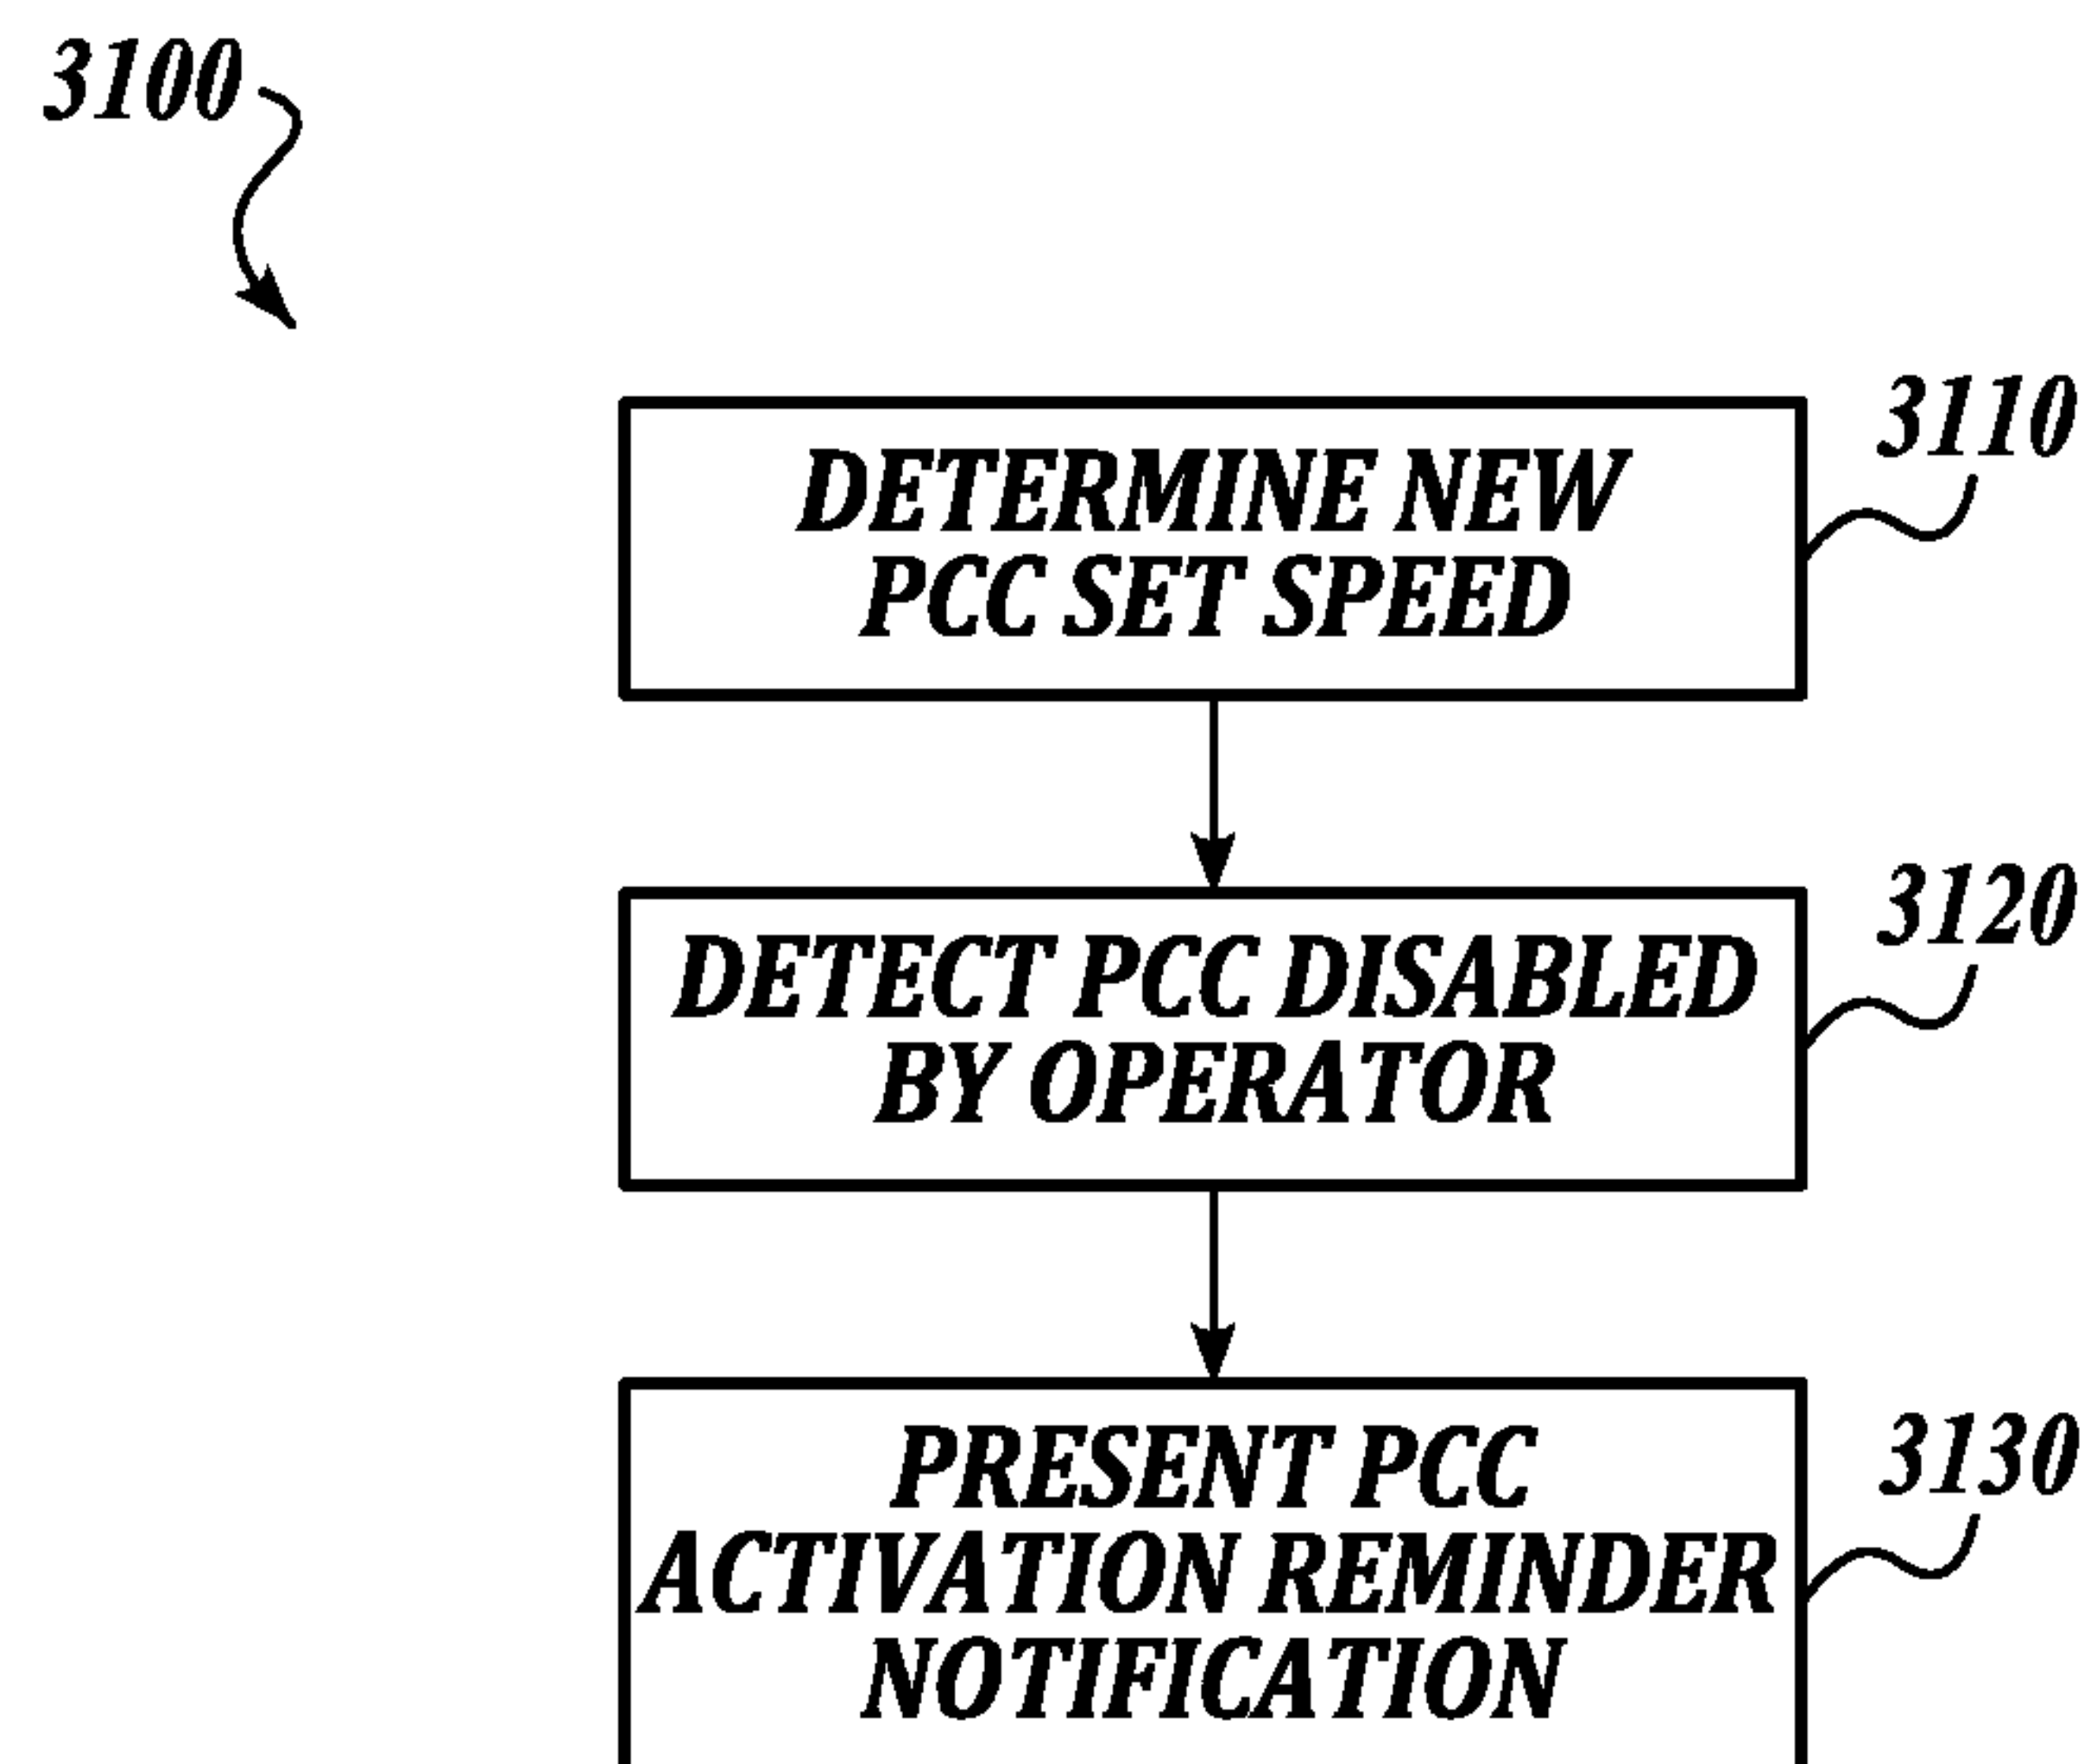 3100
3110
DETERMINE NEW
PCC SET SPEED
3120
DETECT PCC DISABLED
BY OPERATOR
3130
PRESENT PCC
ACTIVATION REMINDER
NOTIFICATION